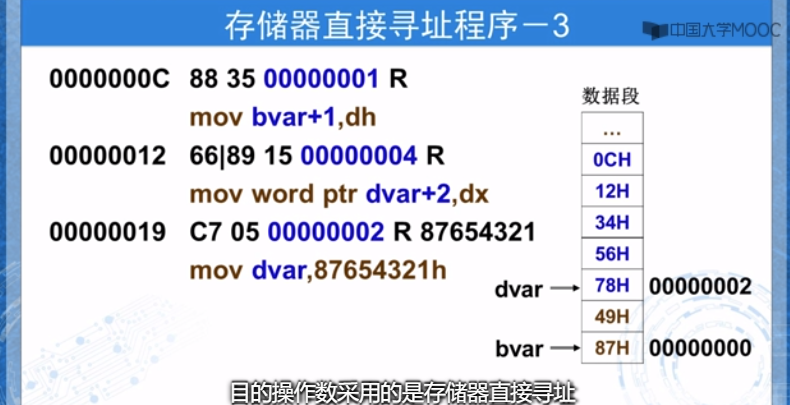 存储器直接寻址程序－3
中国大学MOOC
0000000C 88 35 00000001 R
mov bvar+1,dh
00000012 66|89 15 00000004 R
mov word ptr dvar+2,dx
00000019 C7 05 00000002 R 87654321
mov dvar,87654321h
数据段
...
0CH
12H
34H
56H
dvar 78H 00000002
49H
bvar 87H 00000000
目的操作数采用的是存储器直接寻址